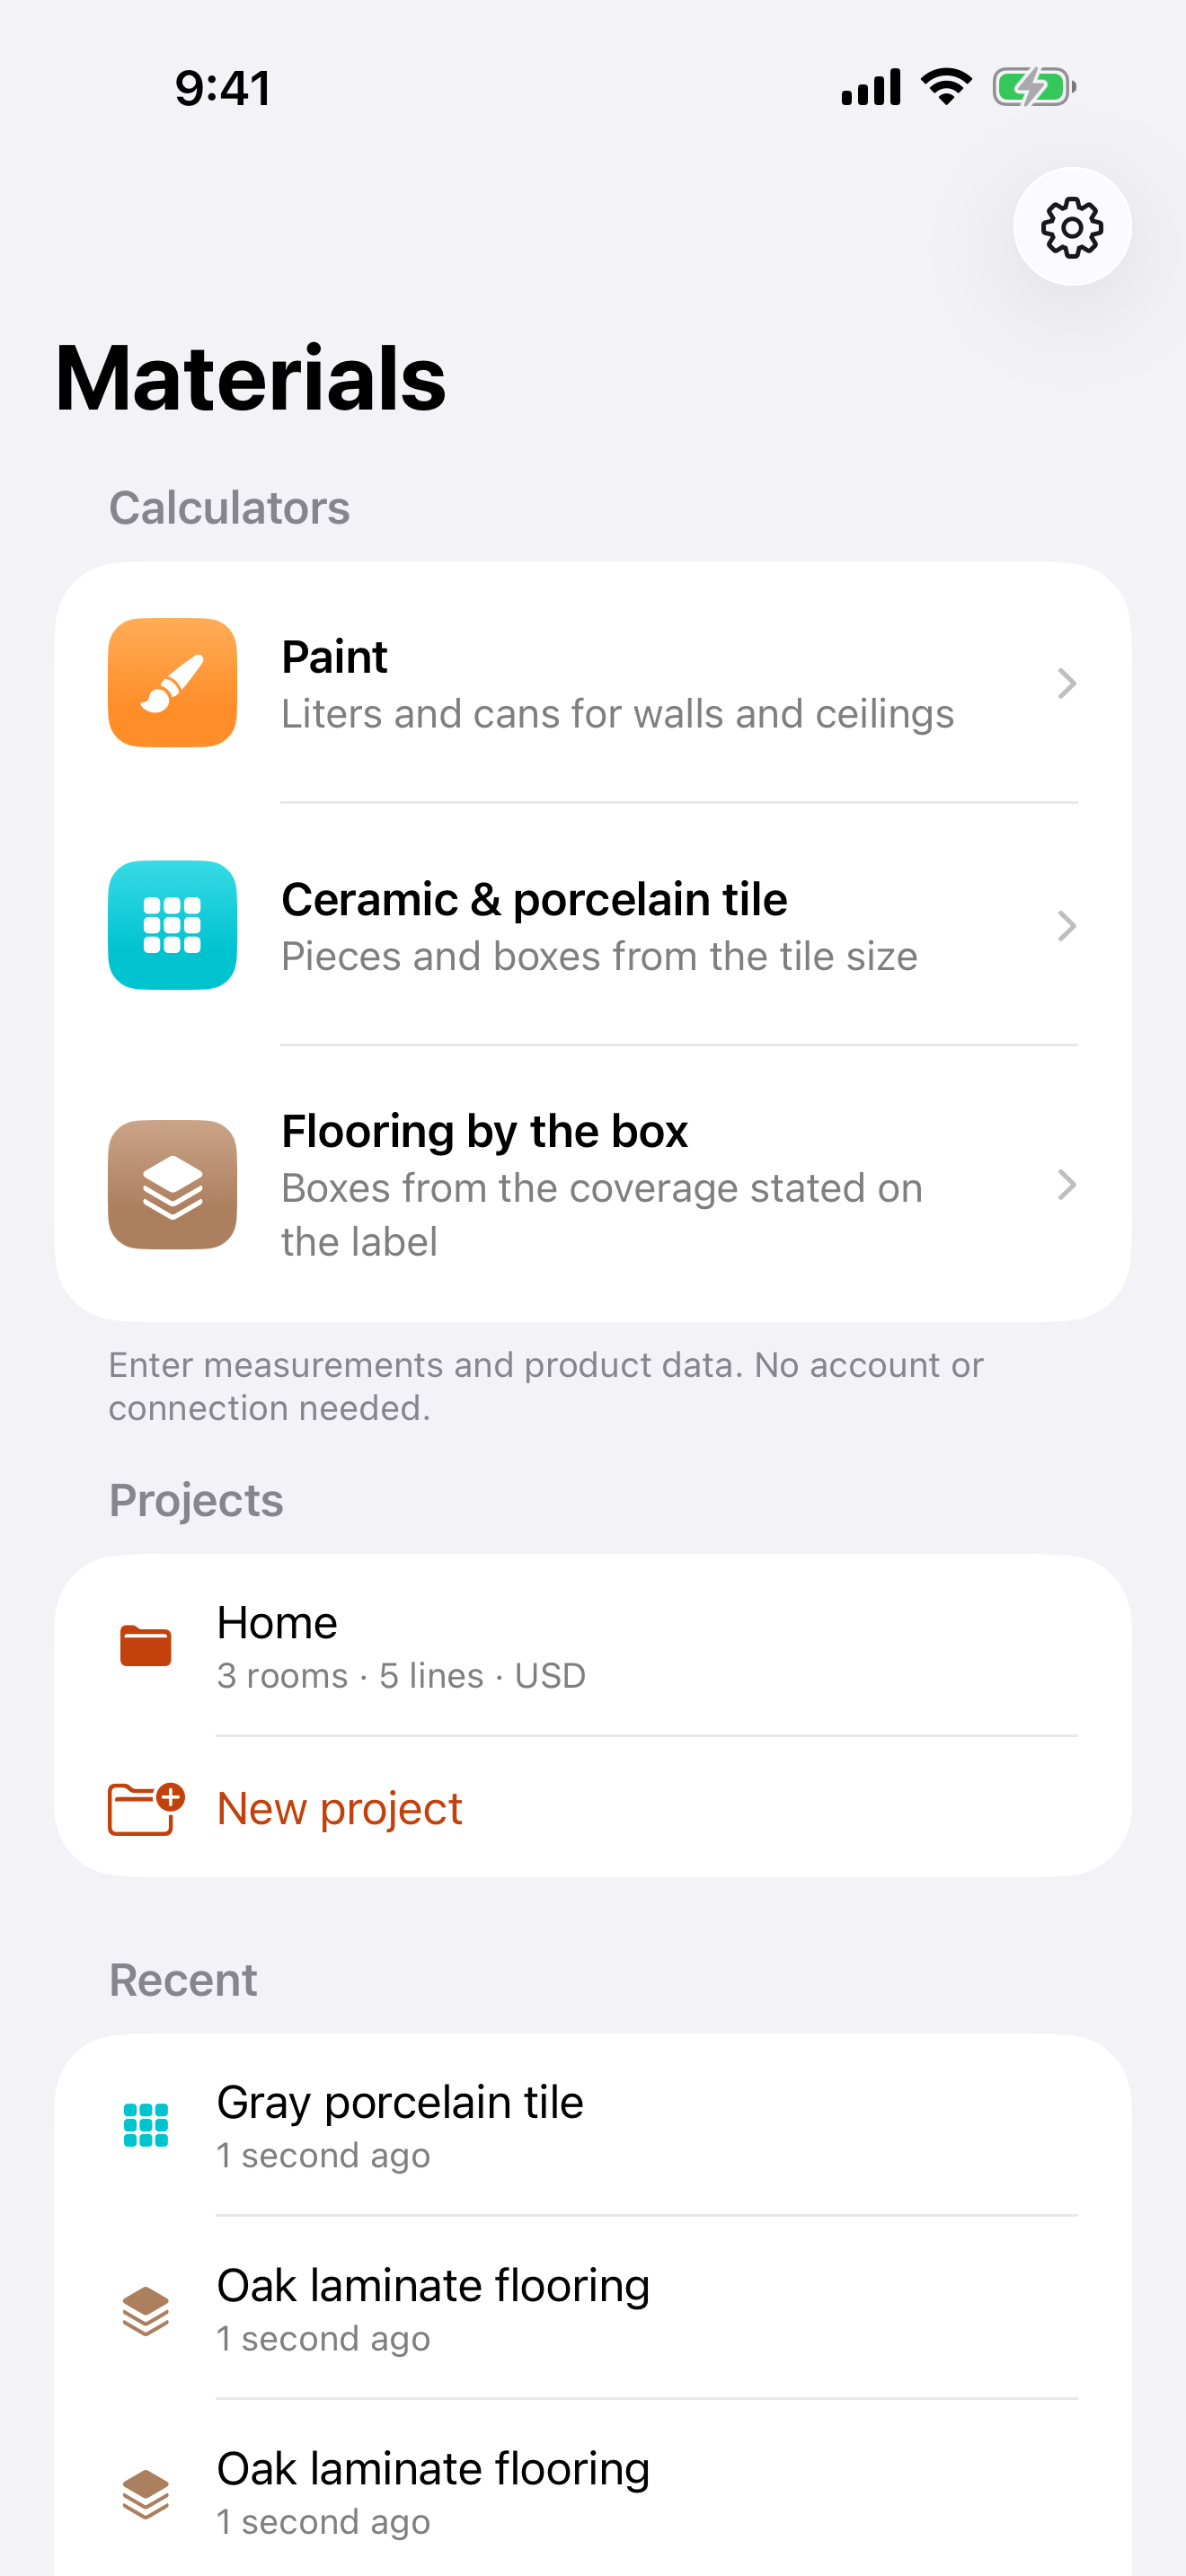 9:41
Materials
Calculators
Paint
Liters and cans for walls and ceilings
Ceramic & porcelain tile
Pieces and boxes from the tile size
Flooring by the box
Boxes from the coverage stated on
the label
Enter measurements and product data. No account or
connection needed.
Projects
Home
3 rooms · 5 lines · USD
New project
Recent
Gray porcelain tile
1 second ago
Oak laminate flooring
1 second ago
Oak laminate flooring
1 second ago